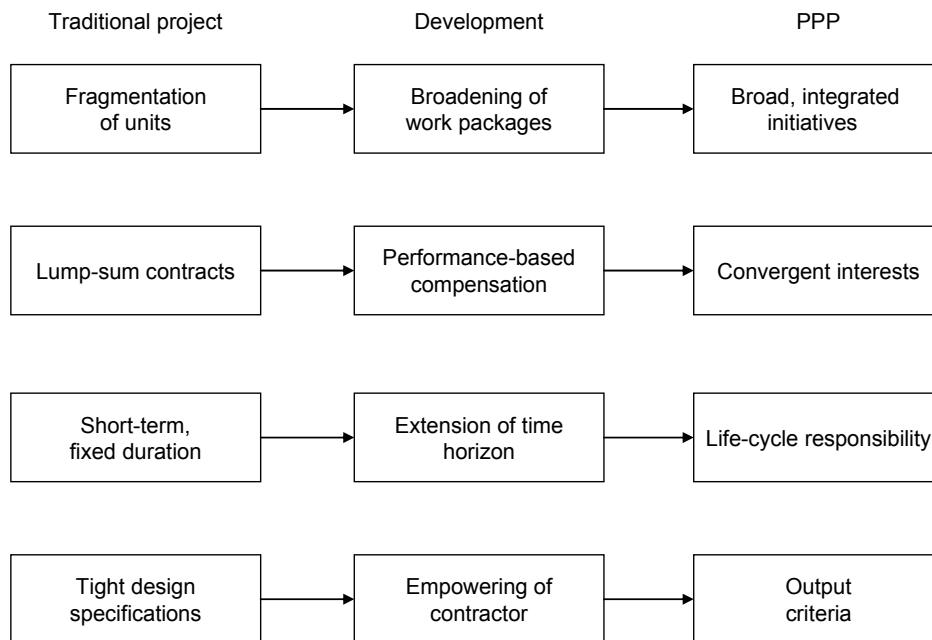 Traditional project
Development
PPP
Fragmentation
of units
Broadening of
work packages
Broad, integrated
initiatives
Lump-sum contracts
Performance-based
compensation
Convergent interests
Short-term,
fixed duration
Extension of time
horizon
Life-cycle responsibility
Tight design
specifications
Empowering of
contractor
Output
criteria